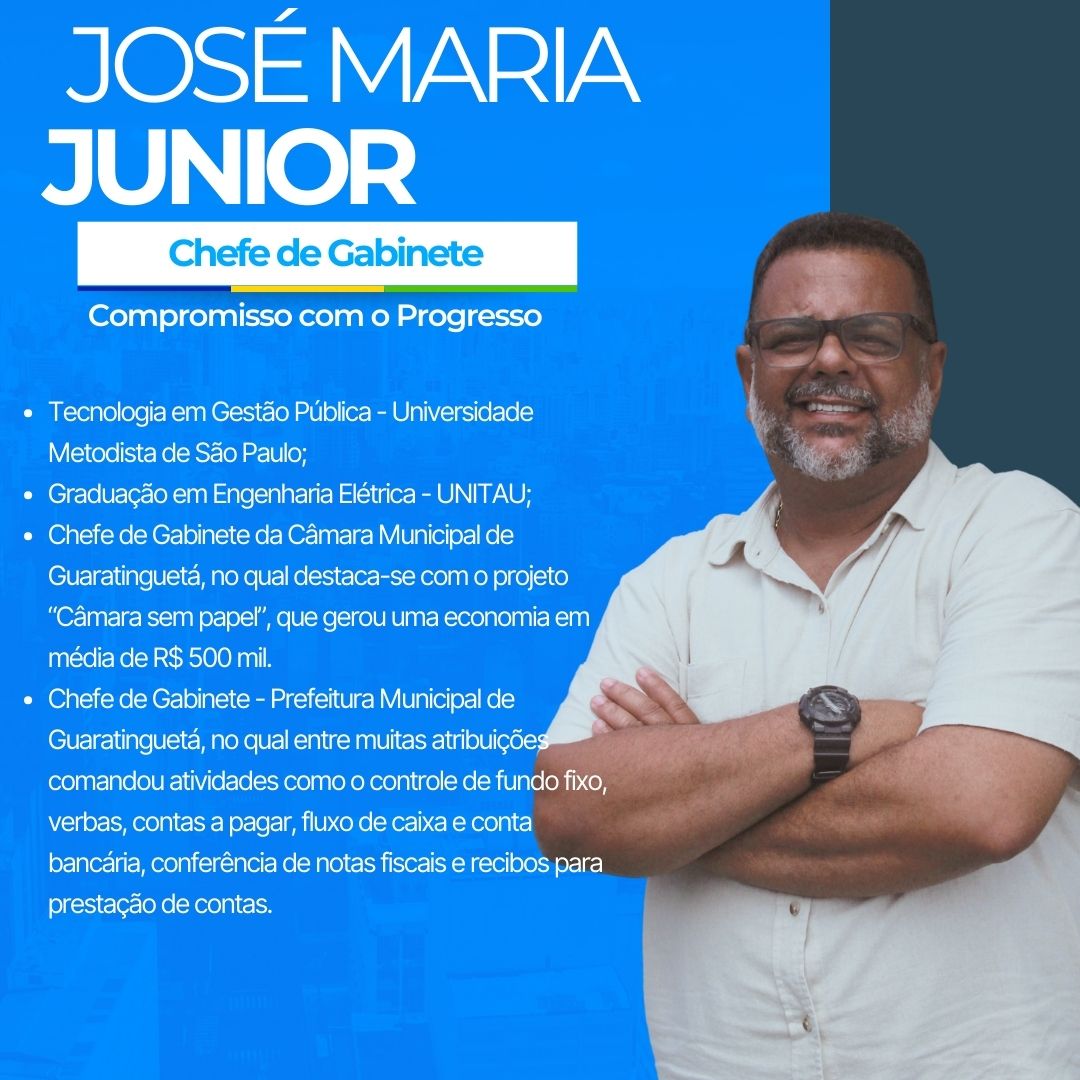 JOSÉ MARIA
JUNIOR
Chefe de Gabinete
Compromisso com o Progresso
• Tecnologia em Gestão Pública - Universidade
Metodista de São Paulo;
• Graduação em Engenharia Elétrica - UNITAU;
• Chefe de Gabinete da Câmara Municipal de
Guaratinguetá, no qual destaca-se com o projeto
“Câmara sem papel”, que gerou uma economia em
média de R$ 500 mil.
• Chefe de Gabinete - Prefeitura Municipal de
Guaratinguetá, no qual entre muitas atribuições
comandou atividades como o controle de fundo fixo,
verbas, contas a pagar, fluxo de caixa e conta
bancária, conferência de notas fiscais e recibos para
prestação de contas.